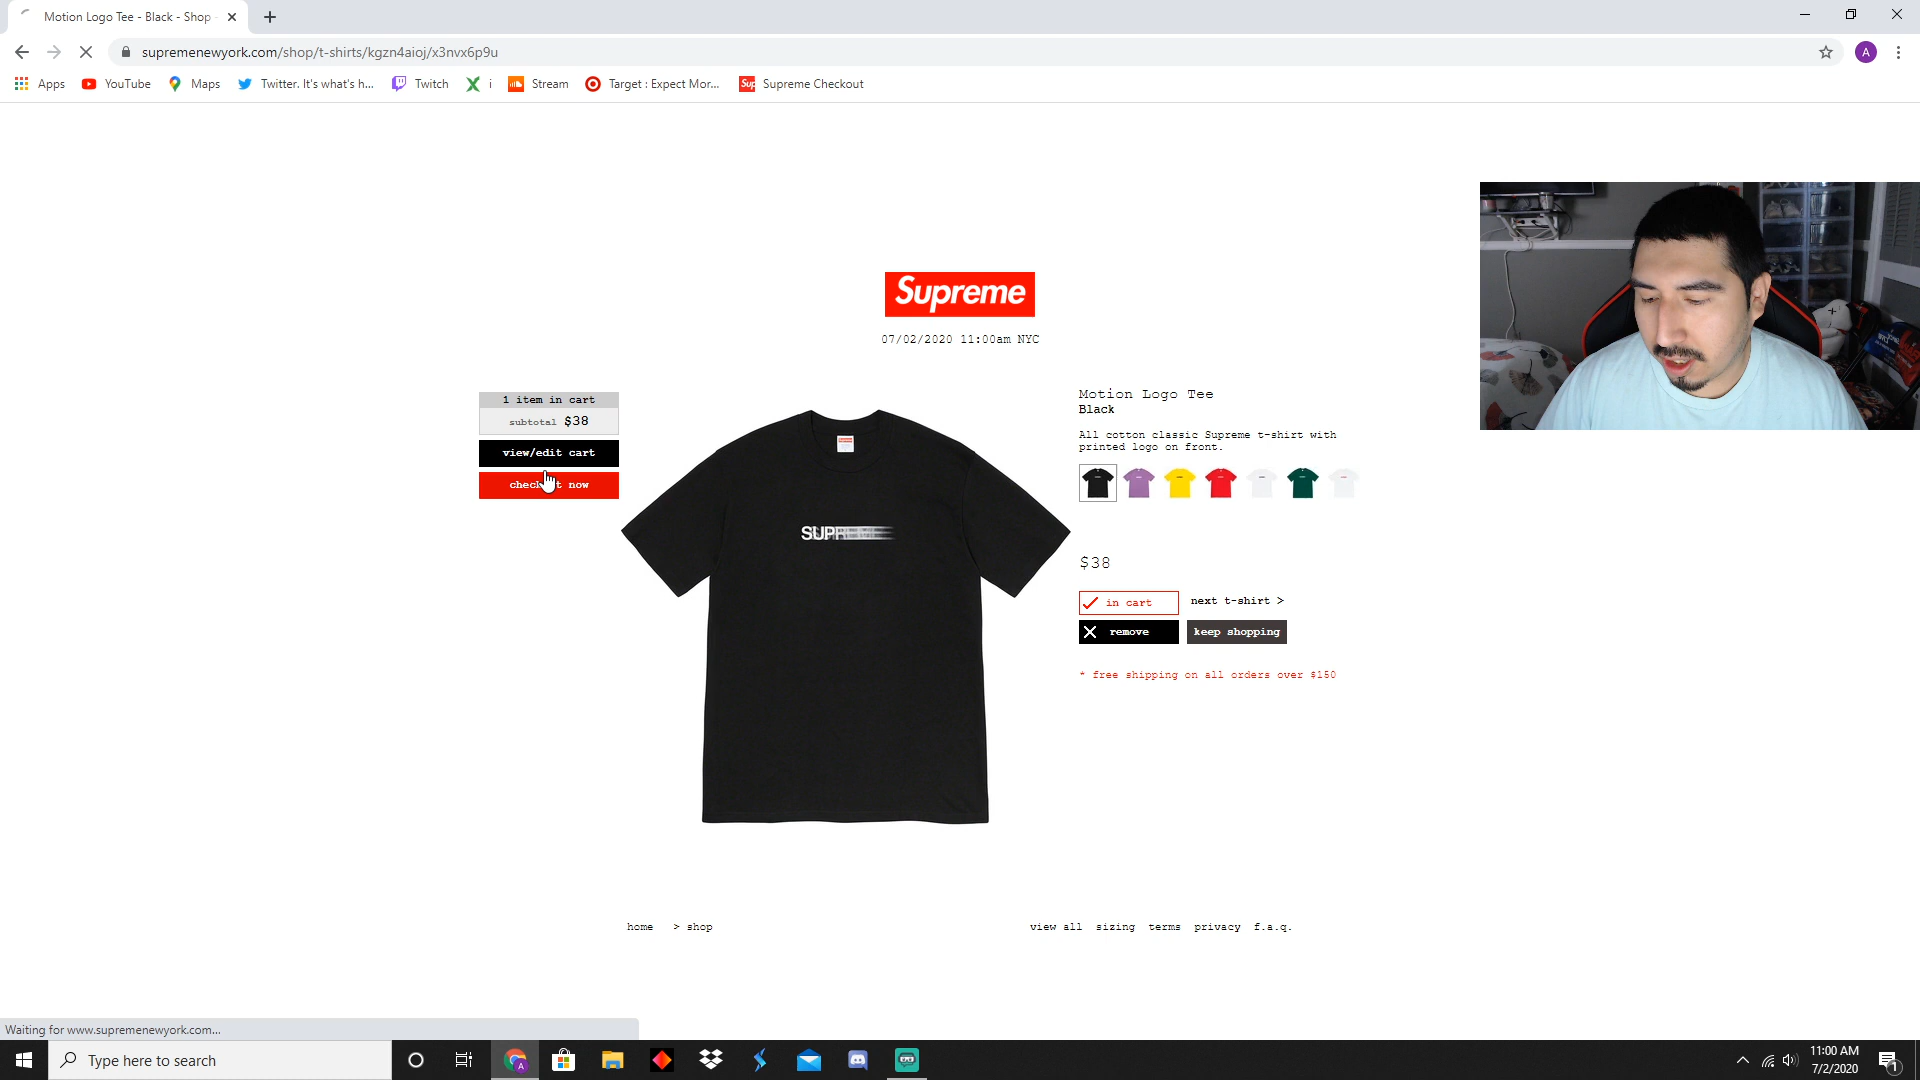 Motion Logo Tee - Black - Shop
supremenewyork.com/shop/t-shirts/kgzn4aioj/x3nvx6p9u
A
Apps YouTube Maps Twitter. It's what's h... Twitch i Stream Target : Expect Mor... Sup Supreme Checkout
Supreme
07/02/2020 11:00am NYC
1 item in cart
subtotal $38
view/edit cart
now
SUPR
Motion Logo Tee
Black
All cotton classic Supreme t-shirt with
printed logo on front.
$38
in cart next t-shirt >
remove keep shopping
* free shipping on all orders over $150
home > shop view all sizing terms privacy f.a.q.
Waiting for www.supremenewyork.com...
Type here to search
A
11:00 AM
7/2/2020
1